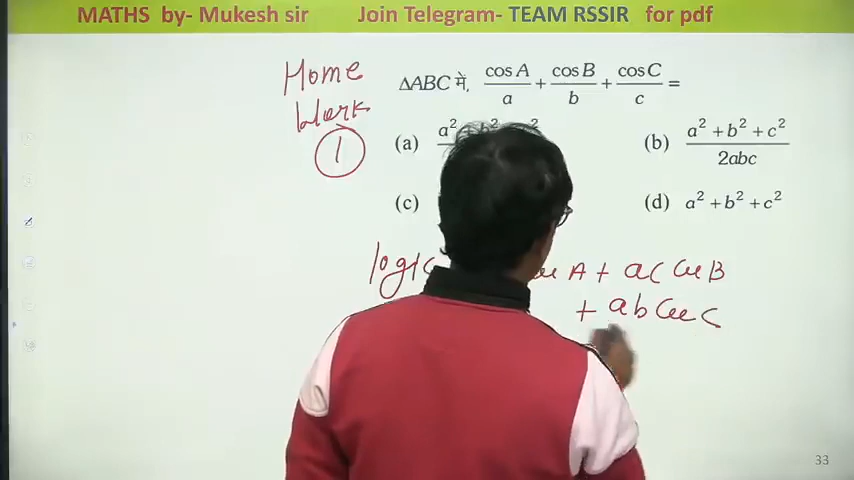 MATHS by- Mukesh sir Join Telegram- TEAM RSSIR for pdf
Home
Work
1
ΔABC में, cos A/a + cos B/b + cos C/c =
(a) a²
(b) (a² + b² + c²)/2abc
(c)
(d) a² + b² + c²
logic
A + ac cos B
+ ab cos C
33